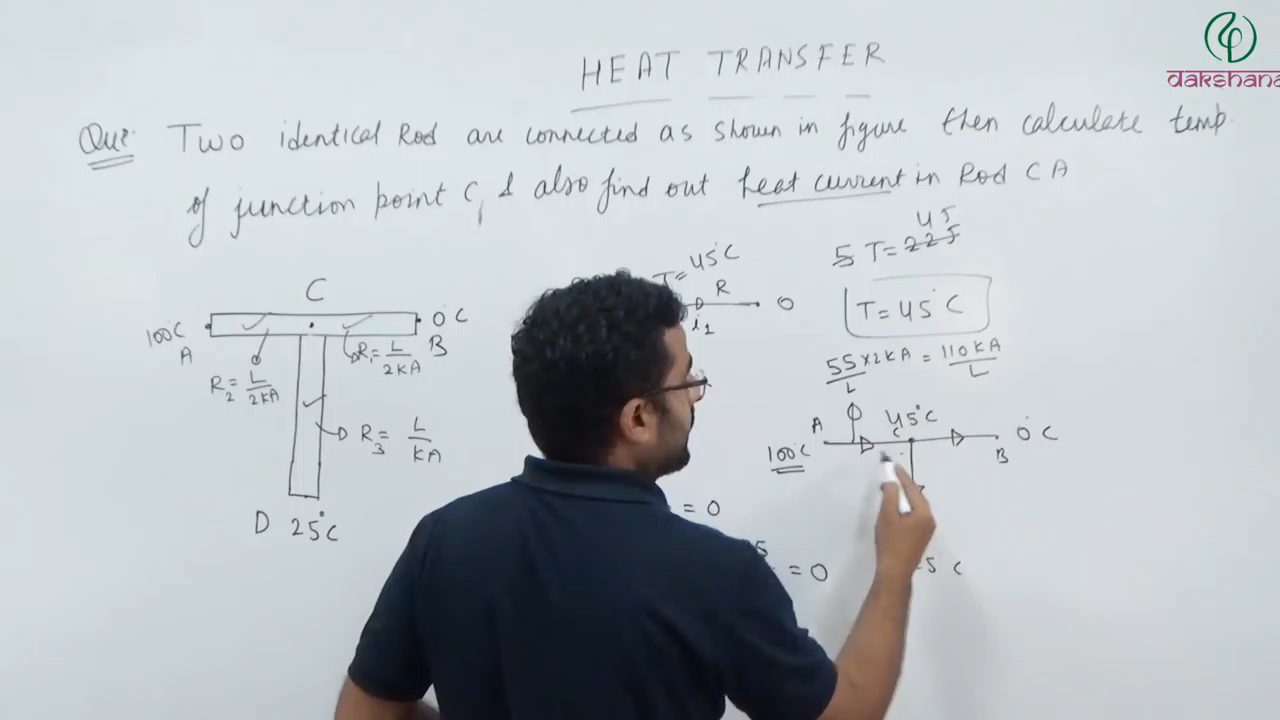 dakshana
HEAT TRANSFER
Que: Two identical Rod are connected as shown in figure then calculate temp.
of junction point C, & also find out heat current in Rod CA
C
100°C
A
0°C
B
R₁ = L/2KA
R₂ = L/2KA
R₃ = L/KA
D 25°C
T = 45°C
R
0
i₁
= 0
= 0
45
5 T = 225
T = 45°C
55/L × 2KA = 110KA/L
A
45°C
C
100°C
0°C
B
5 C